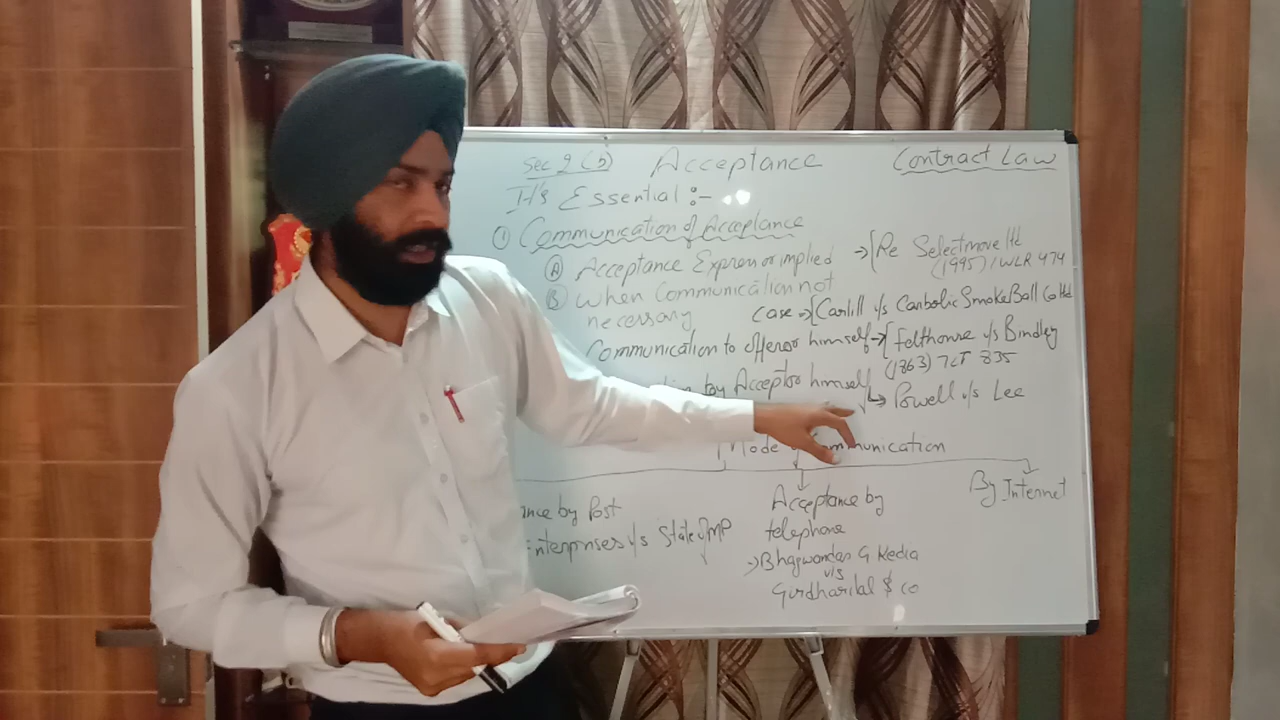 Sec 2 (b) Acceptance Contract Law
It's Essential :-
① Communication of Acceptance
Ⓐ Acceptance Express or implied → { Re Selectmove ltd
(1995) 1 WLR 474
Ⓑ When Communication not
necessary Case → { Carlill v/s Carbolic Smoke Ball Co ltd
Communication to offeror himself → { Felthouse v/s Bindley
(1863) 7 LT 835
by Acceptor himself ↳ Powell v/s Lee
Mode of Communication
by Post
Enterprises v/s State of MP
Acceptance by
telephone
→ Bhagwandas G Kedia
v/s
Girdharilal & co
By Internet